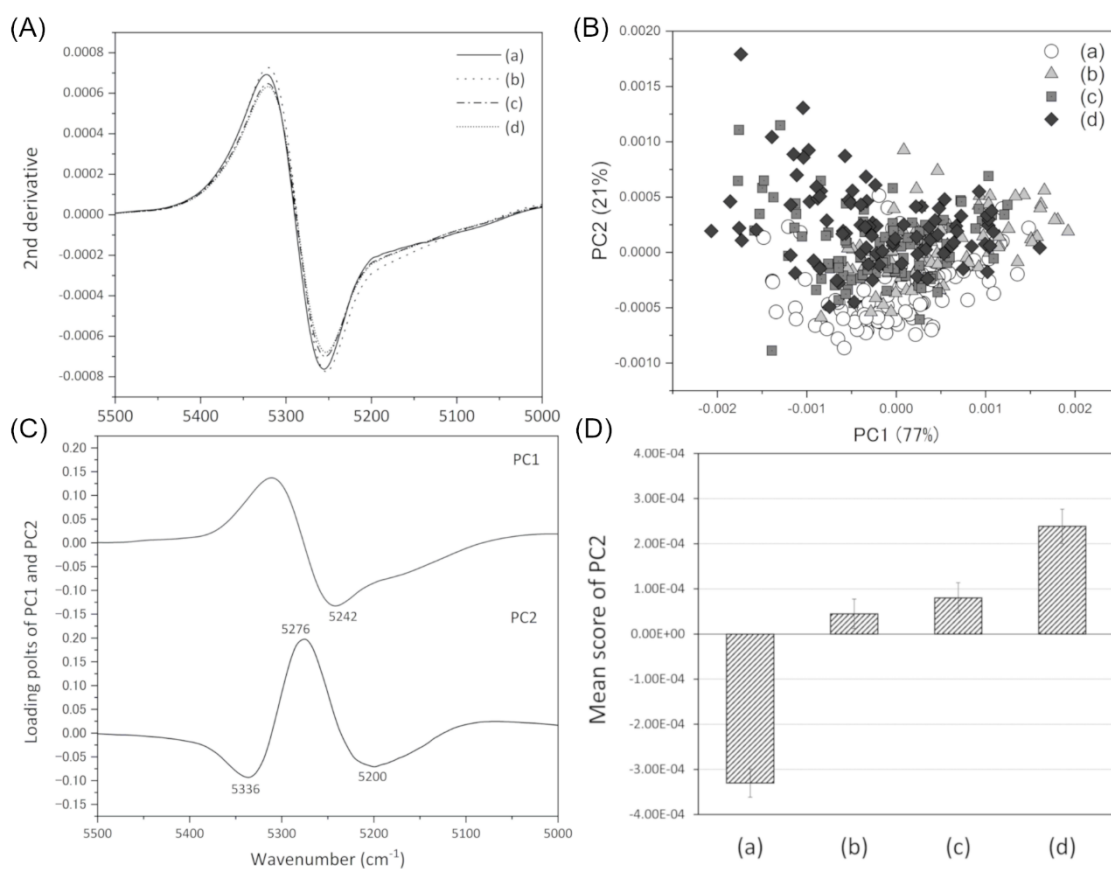 (A)
2nd derivative
0.0008
0.0006
0.0004
0.0002
0.0000
-0.0002
-0.0004
-0.0006
-0.0008
(a)
(b)
(c)
(d)
5500 5400 5300 5200 5100 5000
(B)
PC2 (21%)
0.0020
0.0015
0.0010
0.0005
0.0000
-0.0005
-0.0010
(a)
(b)
(c)
(d)
-0.002 -0.001 0.000 0.001 0.002
PC1 (77%)
(C)
Loading polts of PC1 and PC2
0.20
0.15
0.10
0.05
0.00
−0.05
−0.10
−0.15
0.20
0.15
0.10
0.05
0.00
−0.05
−0.10
−0.15
PC1
5242
PC2
5276
5336
5200
5500 5400 5300 5200 5100 5000
Wavenumber (cm-1)
(D)
Mean score of PC2
4.00E-04
3.00E-04
2.00E-04
1.00E-04
0.00E+00
-1.00E-04
-2.00E-04
-3.00E-04
-4.00E-04
(a) (b) (c) (d)